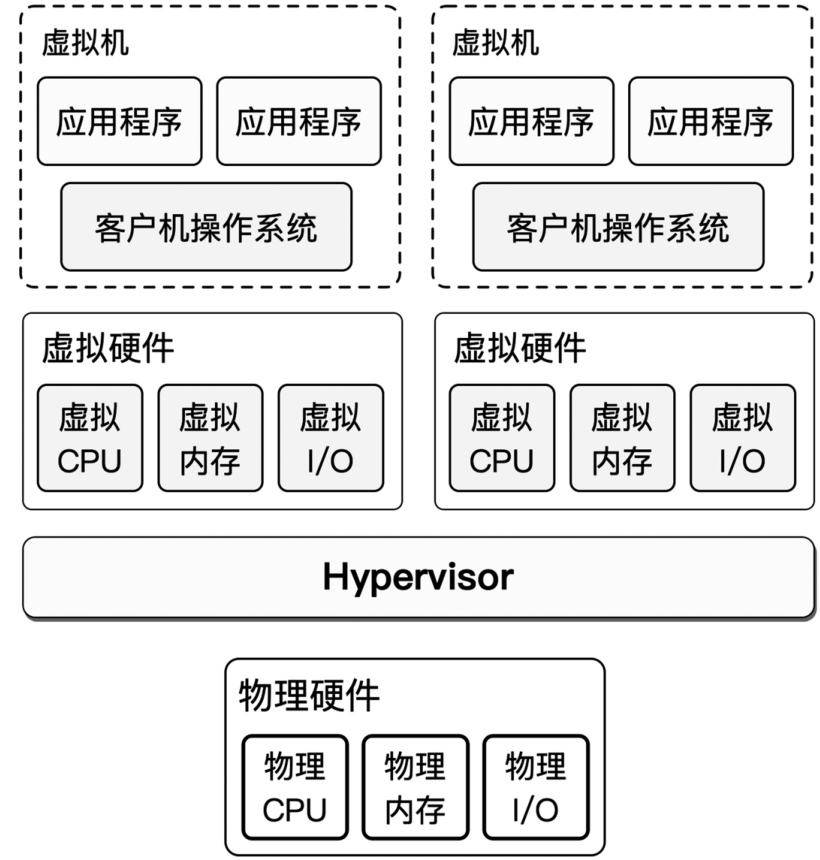 虚拟机
应用程序 应用程序
客户机操作系统
虚拟机
应用程序 应用程序
客户机操作系统
虚拟硬件
虚拟
CPU
虚拟
内存
虚拟
I/O
虚拟硬件
虚拟
CPU
虚拟
内存
虚拟
I/O
Hypervisor
物理硬件
物理
CPU
物理
内存
物理
I/O